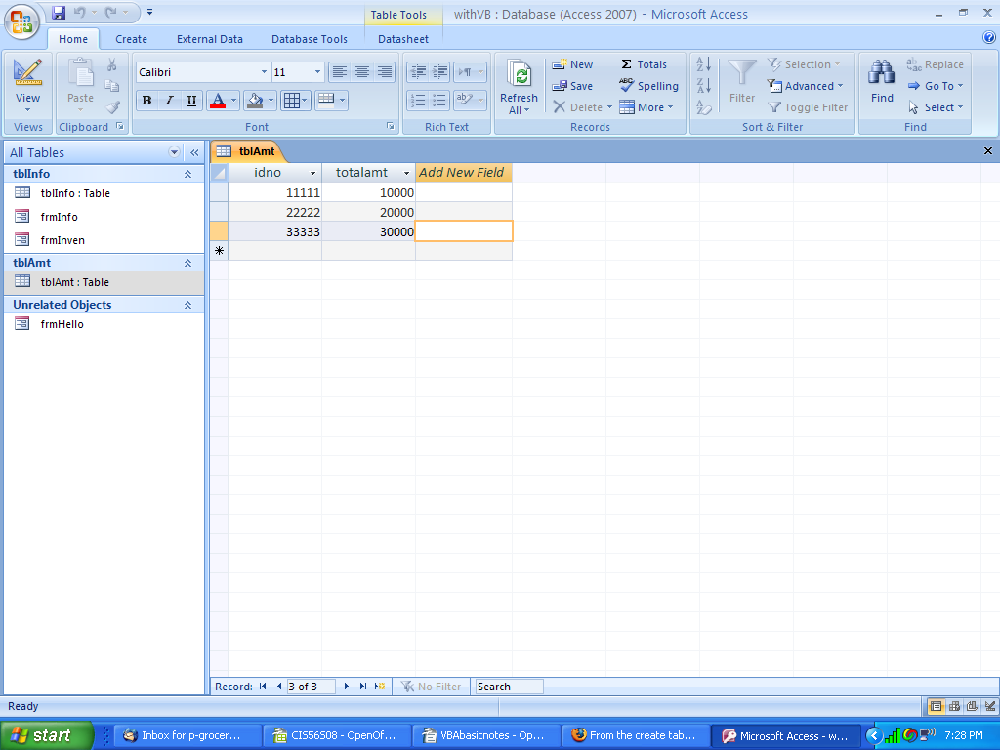 Table Tools withVB : Database (Access 2007) - Microsoft Access
Home Create External Data Database Tools Datasheet
View Paste Calibri 11 Refresh All New Save Delete Σ Totals Spelling More Filter Selection Advanced Toggle Filter Find Replace Go To Select
B I U A
Views Clipboard Font Rich Text Records Sort & Filter Find
All Tables «
tblInfo
tblInfo : Table
frmInfo
frmInven
tblAmt
tblAmt : Table
Unrelated Objects
frmHello
tblAmt
idno totalamt Add New Field
11111 10000
22222 20000
33333 30000
*
Record: 3 of 3 No Filter Search
Ready
start Inbox for p-grocer... CIS56S08 - OpenOf... VBAbasicnotes - Op... From the create tab... Microsoft Access - w... 7:28 PM